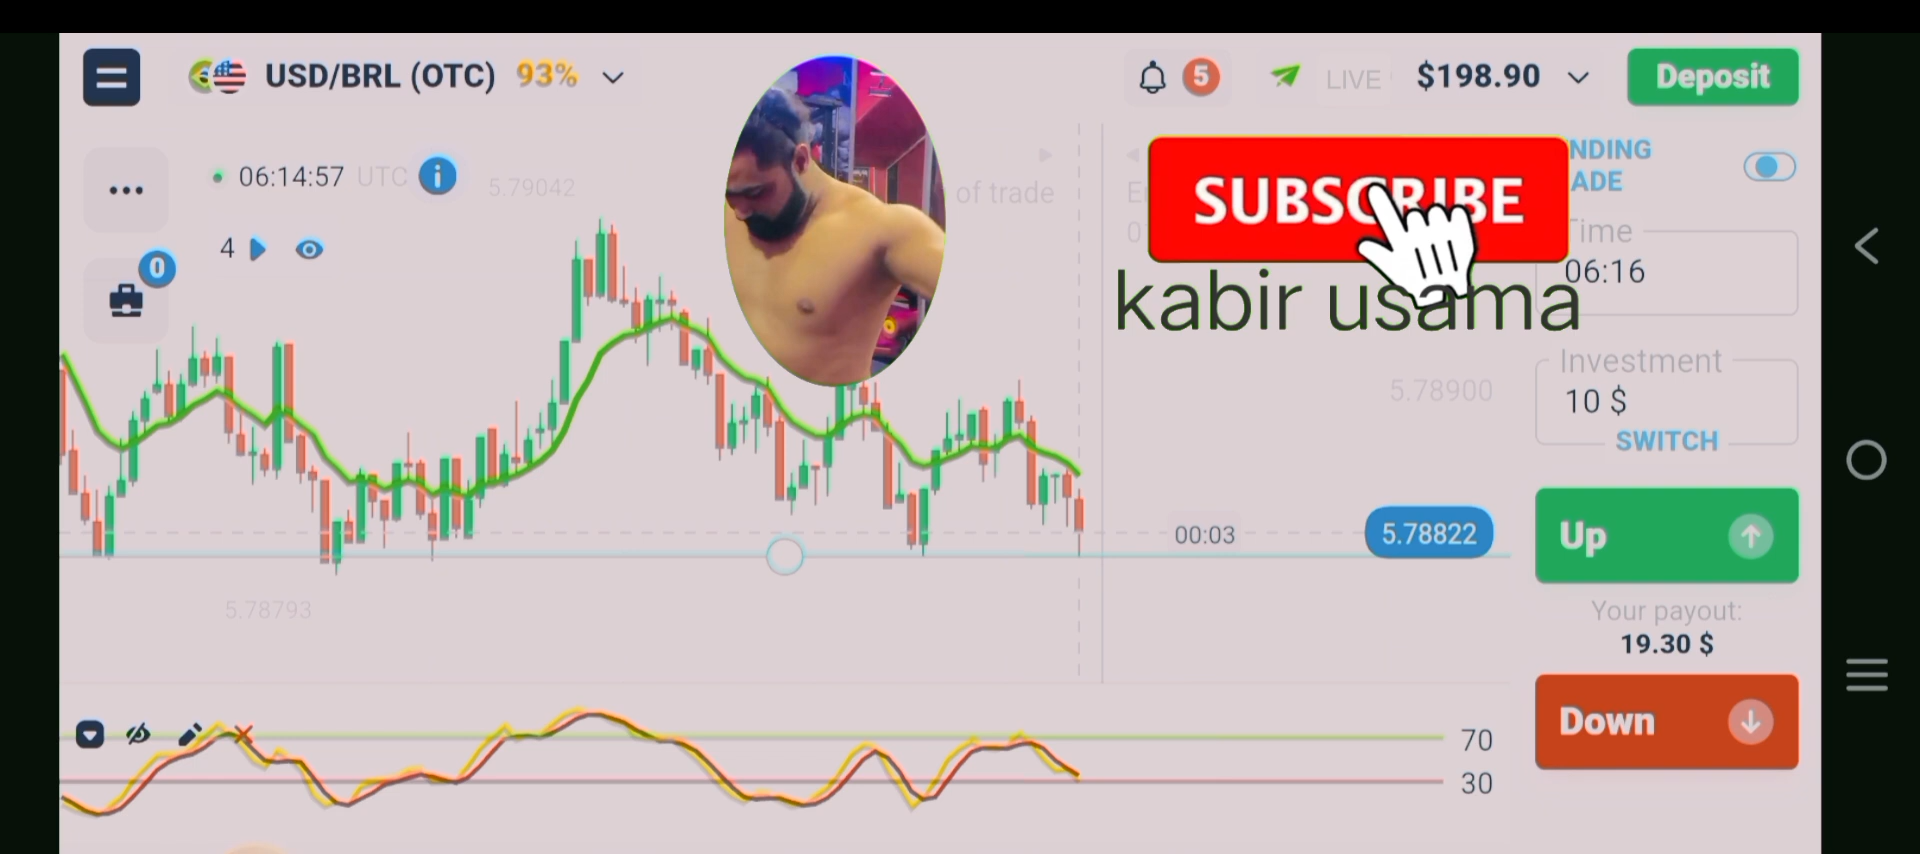 USD/BRL (OTC) 93%
5
LIVE
$198.90
Deposit
06:14:57 UTC
i
5.79042
of trade
SUBSCRIBE
NDING
ADE
Time
06:16
4
0
kabir usama
5.78900
Investment
10 $
SWITCH
00:03
5.78822
Up
5.78793
Your payout:
19.30 $
Down
70
30